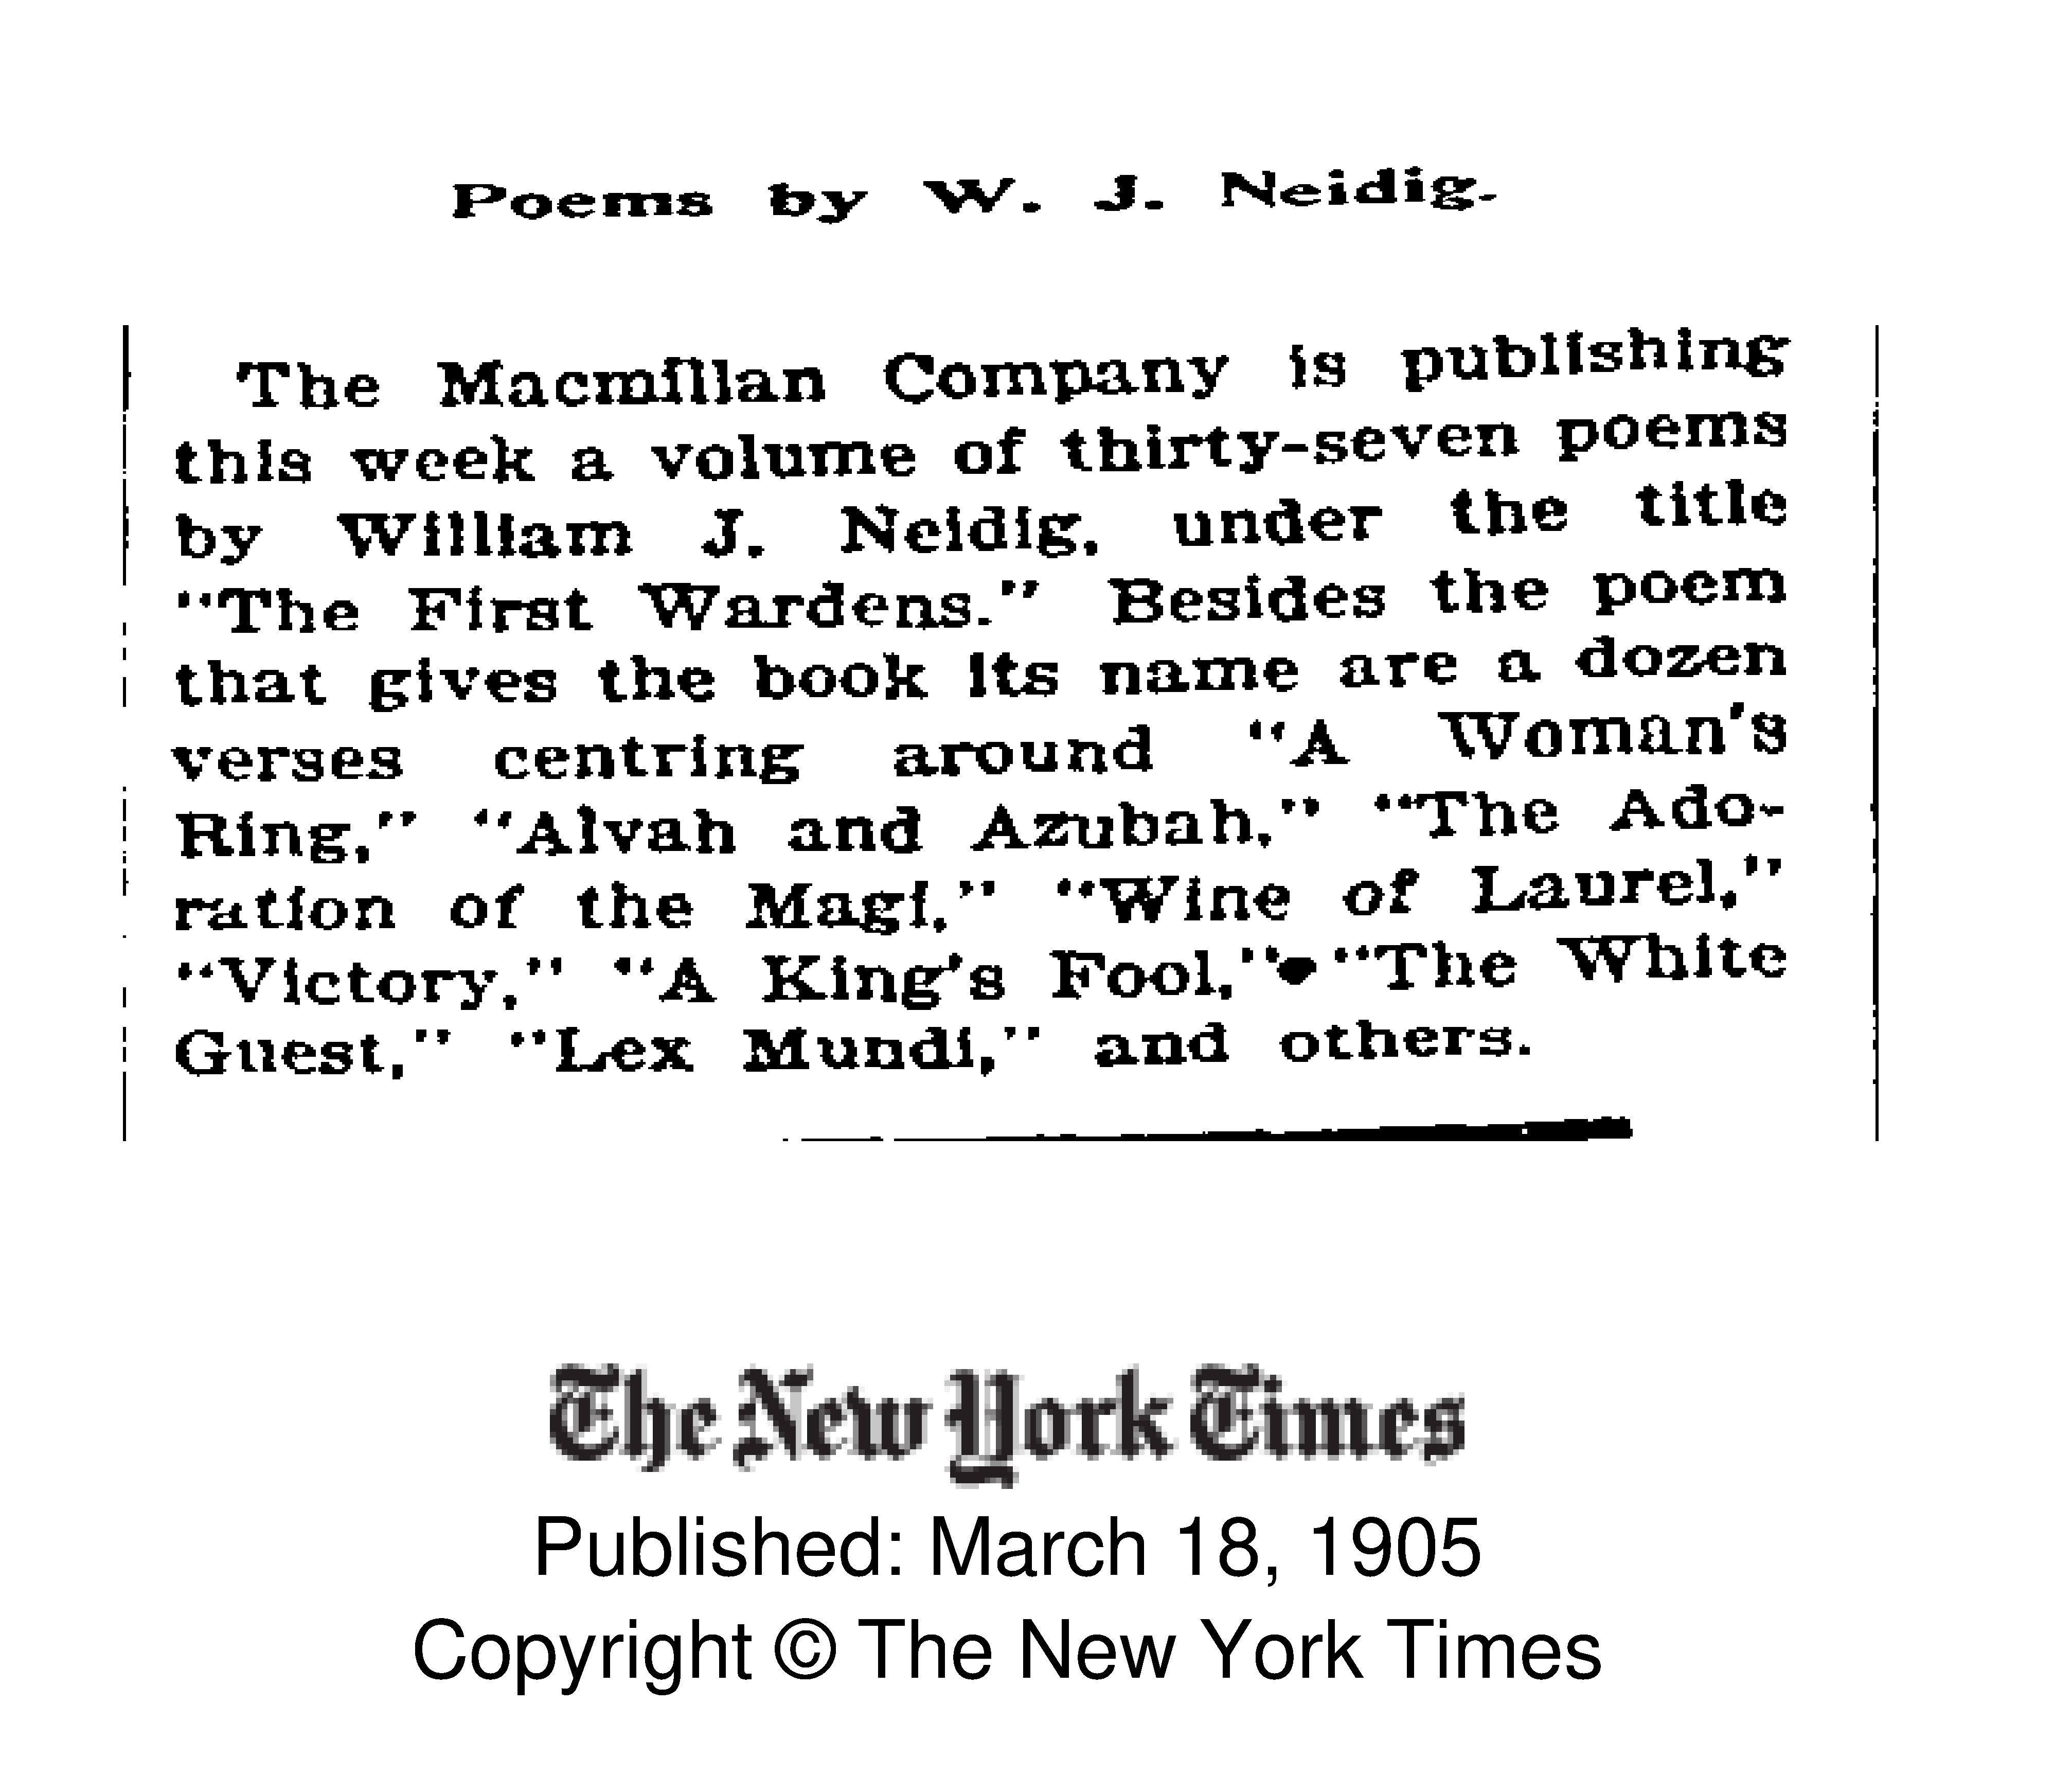 Poems by W. J. Neidig.
The Macmillan Company is publishing
this week a volume of thirty-seven poems
by William J. Neidig, under the title
"The First Wardens." Besides the poem
that gives the book its name are a dozen
verses centring around "A Woman's
Ring," "Alvah and Azubah," "The Ado-
ration of the Magi," "Wine of Laurel,"
"Victory," "A King's Fool," "The White
Guest," "Lex Mundi," and others.
The New York Times
Published: March 18, 1905
Copyright © The New York Times